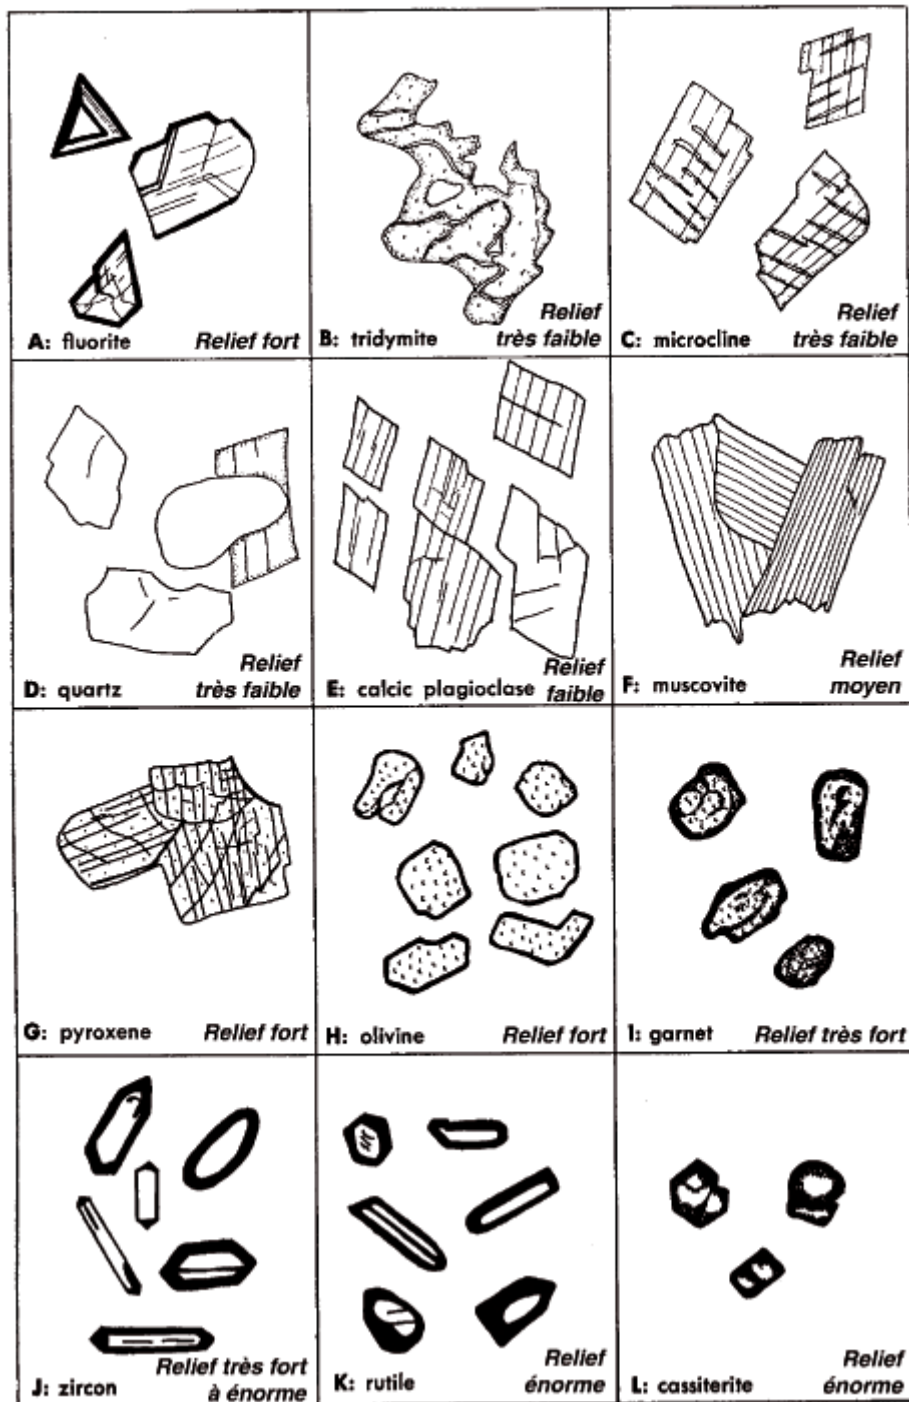 A: fluorite Relief fort
B: tridymite Relief
très faible
C: microcline Relief
très faible
D: quartz Relief
très faible
E: calcic plagioclase Relief
faible
F: muscovite Relief
moyen
G: pyroxene Relief fort
H: olivine Relief fort
I: garnet Relief très fort
J: zircon Relief très fort
à énorme
K: rutile Relief
énorme
L: cassiterite Relief
énorme